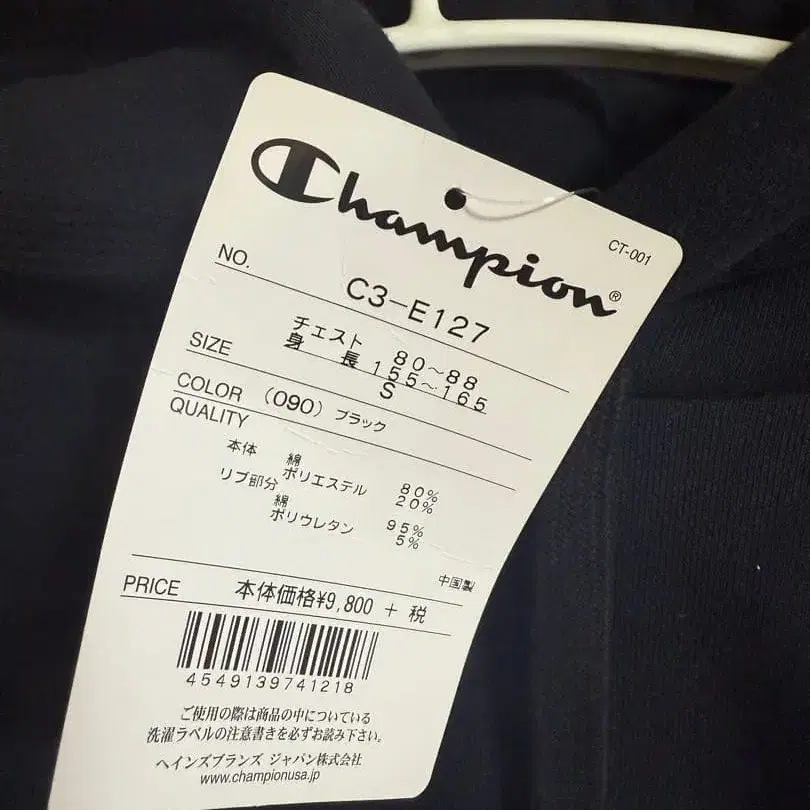 Champion®
CT-001
NO.
C3-E127
SIZE
チェスト 80～88
身長 155～165
S
COLOR (090) ブラック
QUALITY
本体 綿 80%
ポリエステル 20%
リブ部分 綿 95%
ポリウレタン 5%
中国製
PRICE 本体価格¥9,800 + 税
4549139741218
ご使用の際は商品の中についている
洗濯ラベルの注意書きを必ずお読み下さい。
ヘインズブランズ ジャパン株式会社
www.championusa.jp